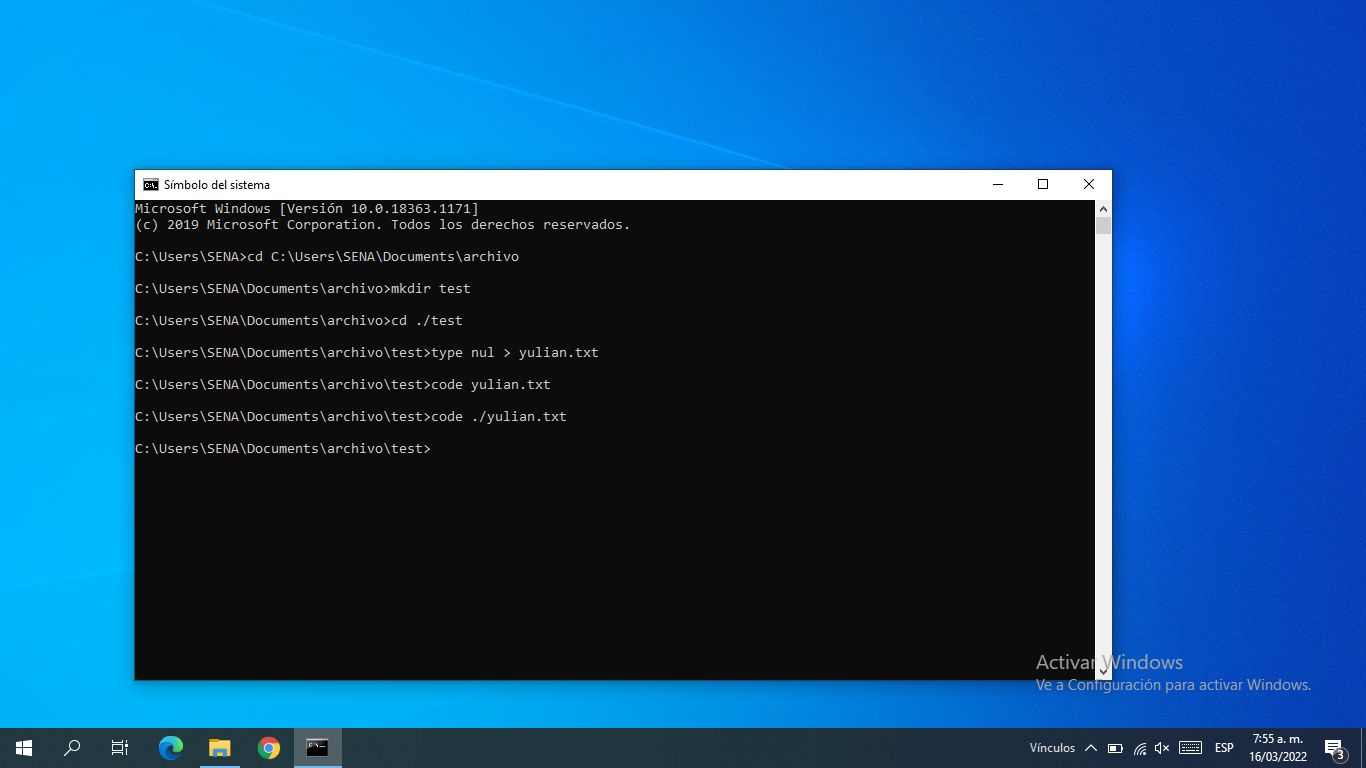 Símbolo del sistema
Microsoft Windows [Versión 10.0.18363.1171]
(c) 2019 Microsoft Corporation. Todos los derechos reservados.
C:\Users\SENA>cd C:\Users\SENA\Documents\archivo
C:\Users\SENA\Documents\archivo>mkdir test
C:\Users\SENA\Documents\archivo>cd ./test
C:\Users\SENA\Documents\archivo\test>type nul > yulian.txt
C:\Users\SENA\Documents\archivo\test>code yulian.txt
C:\Users\SENA\Documents\archivo\test>code ./yulian.txt
C:\Users\SENA\Documents\archivo\test>
Activar Windows
Ve a Configuración para activar Windows.
Vínculos
ESP
7:55 a. m.
16/03/2022
3